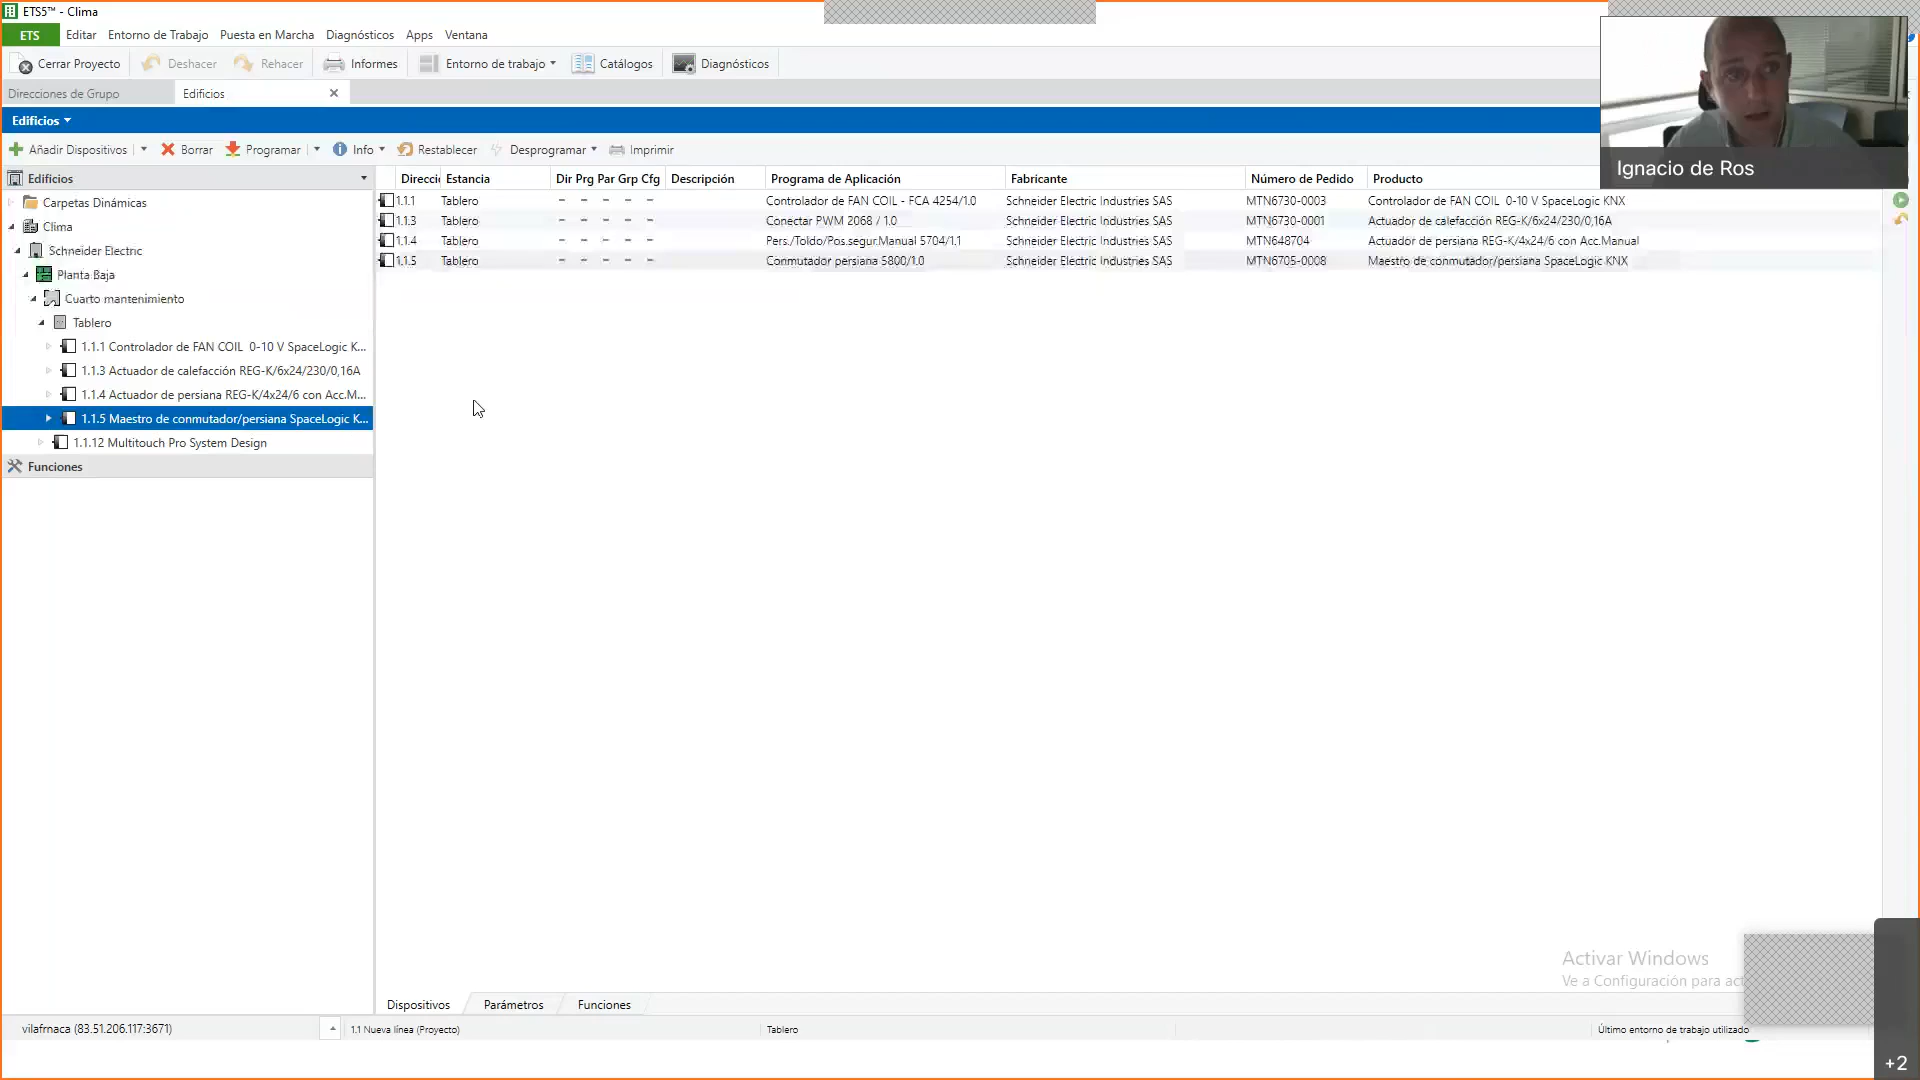 ETS5™ - Clima
ETS Editar Entorno de Trabajo Puesta en Marcha Diagnósticos Apps Ventana
Cerrar Proyecto Deshacer Rehacer Informes Entorno de trabajo Catálogos Diagnósticos
Direcciones de Grupo Edificios
Edificios
Añadir Dispositivos Borrar Programar Info Restablecer Desprogramar Imprimir
Edificios
Carpetas Dinámicas
Clima
Schneider Electric
Planta Baja
Cuarto mantenimiento
Tablero
1.1.1 Controlador de FAN COIL 0-10 V SpaceLogic K...
1.1.3 Actuador de calefacción REG-K/6x24/230/0,16A
1.1.4 Actuador de persiana REG-K/4x24/6 con Acc.M...
1.1.5 Maestro de conmutador/persiana SpaceLogic K...
1.1.12 Multitouch Pro System Design
Funciones
Direcció Estancia Dir Prg Par Grp Cfg Descripción Programa de Aplicación Fabricante Número de Pedido Producto
1.1.1 Tablero - - - - - Controlador de FAN COIL - FCA 4254/1.0 Schneider Electric Industries SAS MTN6730-0003 Controlador de FAN COIL 0-10 V SpaceLogic KNX
1.1.3 Tablero - - - - - Conectar PWM 2068 / 1.0 Schneider Electric Industries SAS MTN6730-0001 Actuador de calefacción REG-K/6x24/230/0,16A
1.1.4 Tablero - - - - - Pers./Toldo/Pos.segur.Manual 5704/1.1 Schneider Electric Industries SAS MTN648704 Actuador de persiana REG-K/4x24/6 con Acc.Manual
1.1.5 Tablero - - - - - Conmutador persiana 5800/1.0 Schneider Electric Industries SAS MTN6705-0008 Maestro de conmutador/persiana SpaceLogic KNX
Ignacio de Ros
Activar Windows
Ve a Configuración para act
Dispositivos Parámetros Funciones
vilafrnaca (83.51.206.117:3671) 1.1 Nueva línea (Proyecto) Tablero Último entorno de trabajo utilizado
+2